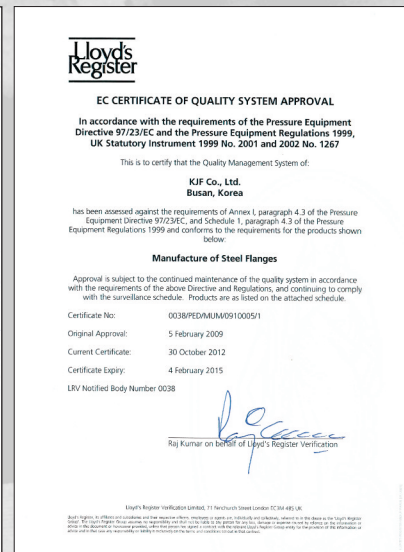 Lloyd's
Register
EC CERTIFICATE OF QUALITY SYSTEM APPROVAL
In accordance with the requirements of the Pressure Equipment
Directive 97/23/EC and the Pressure Equipment Regulations 1999,
UK Statutory Instrument 1999 No. 2001 and 2002 No. 1267
This is to certify that the Quality Management System of:
KJF Co., Ltd.
Busan, Korea
has been assessed against the requirements of Annex I, paragraph 4.3 of the Pressure
Equipment Directive 97/23/EC, and Schedule 1, paragraph 4.3 of the Pressure
Equipment Regulations 1999 and conforms to the requirements for the products shown
below:
Manufacture of Steel Flanges
Approval is subject to the continued maintenance of the quality system in accordance
with the requirements of the above Directive and Regulations, and continuing to comply
with the surveillance schedule. Products are as listed on the attached schedule.
Certificate No: 0038/PED/MUM/0910005/1
Original Approval: 5 February 2009
Current Certificate: 30 October 2012
Certificate Expiry: 4 February 2015
LRV Notified Body Number 0038
Raj Kumar on behalf of Lloyd's Register Verification
Lloyd's Register Verification Limited, 71 Fenchurch Street London EC3M 4BS UK